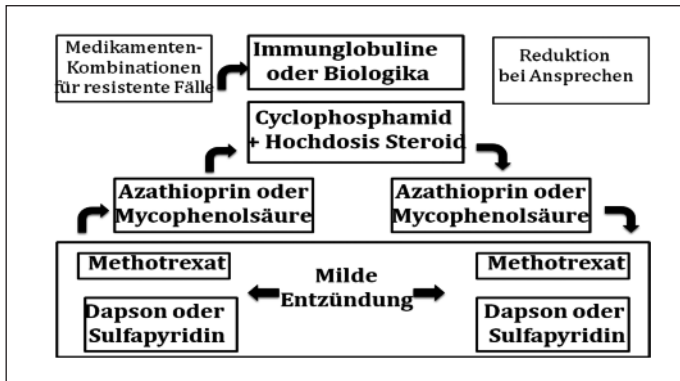 Medikamenten-
Kombinationen
für resistente Fälle
Immunglobuline
oder Biologika
Reduktion
bei Ansprechen
Cyclophosphamid
+ Hochdosis Steroid
Azathioprin oder
Mycophenolsäure
Azathioprin oder
Mycophenolsäure
Methotrexat
Dapson oder
Sulfapyridin
Milde
Entzündung
Methotrexat
Dapson oder
Sulfapyridin